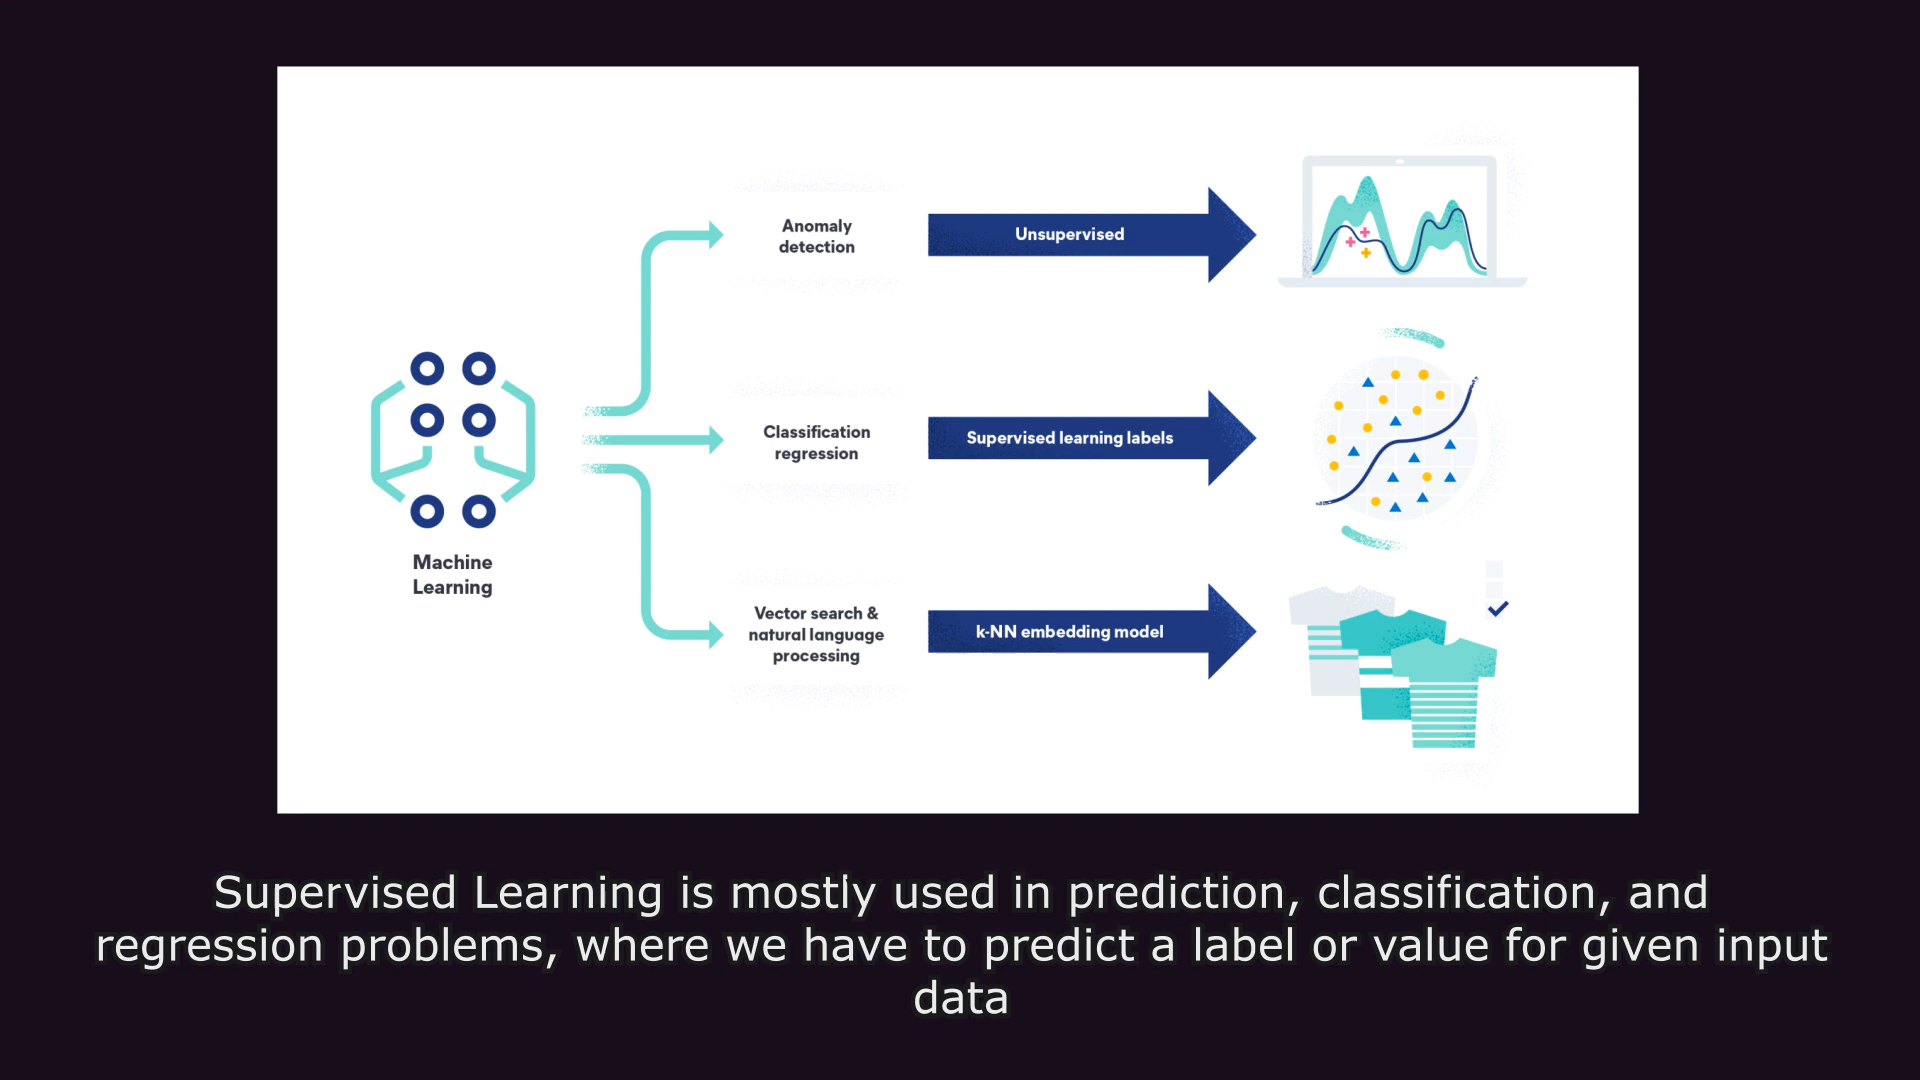 Anomaly
detection
Unsupervised
Classification
regression
Supervised learning labels
Machine
Learning
Vector search &
natural language
processing
k-NN embedding model
Supervised Learning is mostly used in prediction, classification, and
regression problems, where we have to predict a label or value for given input
data